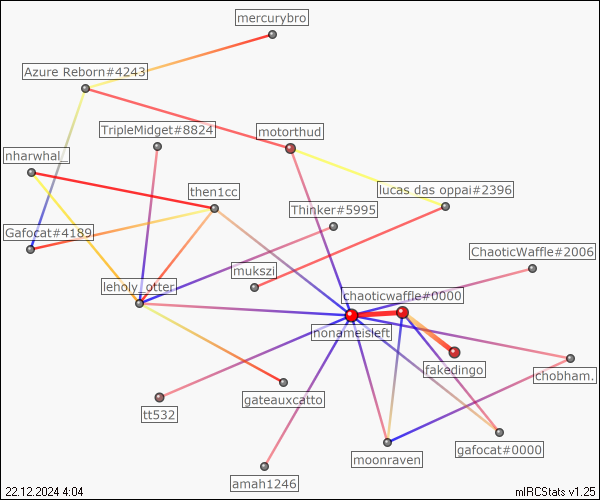 mercurybro
Azure Reborn#4243
TripleMidget#8824
motorthud
nharwhal_
then1cc
lucas das oppai#2396
Thinker#5995
Gafocat#4189
ChaoticWaffle#2006
mukszi
leholy_otter
chaoticwaffle#0000
nonameisleft
fakedingo
chobham.
gateauxcatto
tt532
gafocat#0000
moonraven
amah1246
22.12.2024 4:04
mIRCStats v1.25